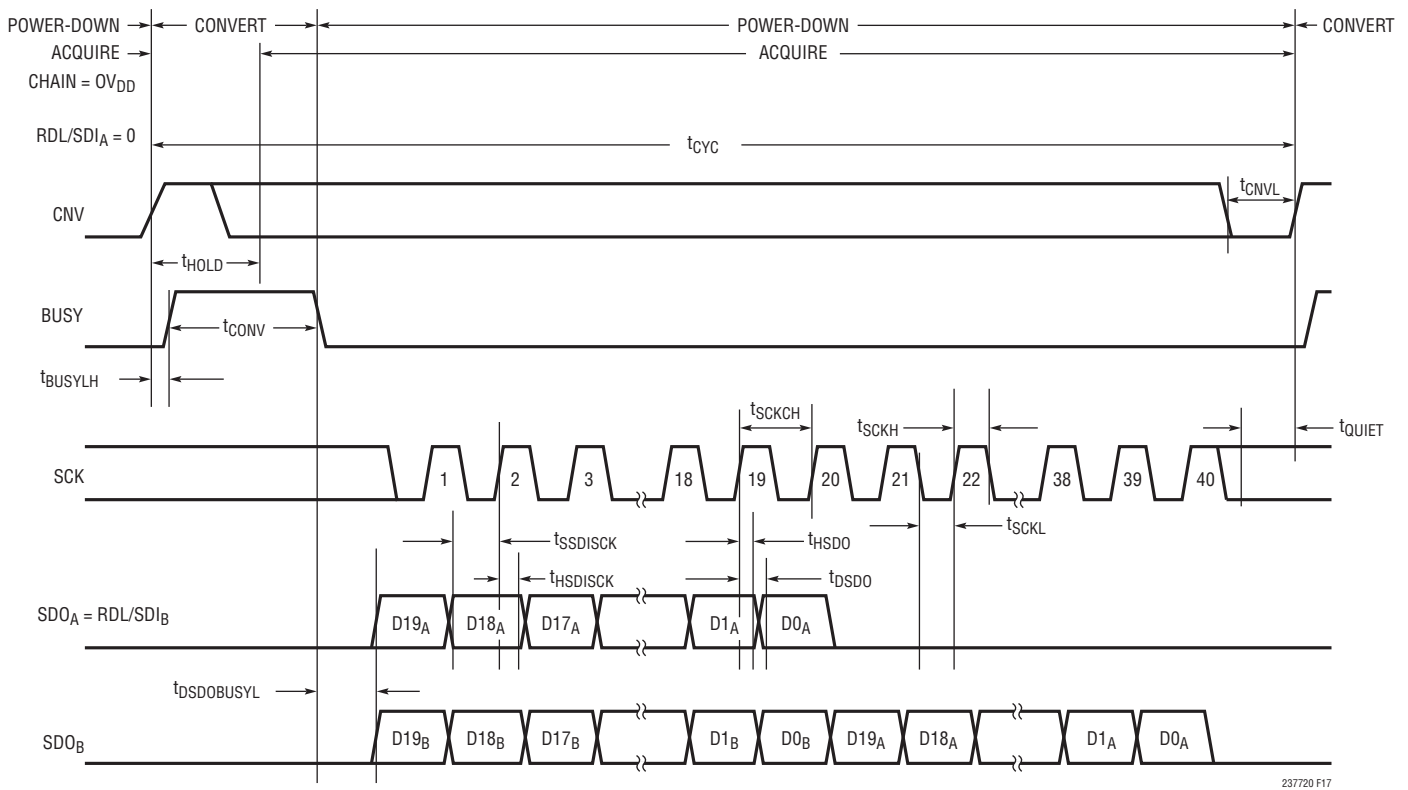 POWER-DOWN CONVERT POWER-DOWN CONVERT
ACQUIRE ACQUIRE
CHAIN = OVDD
RDL/SDIA = 0
tCYC
tCNVL
CNV
tHOLD
BUSY
tCONV
tBUSYLH
tSCKCH
tSCKH
tQUIET
SCK
1 2 3 18 19 20 21 22 38 39 40
tSSDISCK tHSDO tSCKL
tHSDISCK tDSDO
SDOA = RDL/SDIB
D19A D18A D17A D1A D0A
tDSDOBUSYL
SDOB
D19B D18B D17B D1B D0B D19A D18A D1A D0A
237720 F17